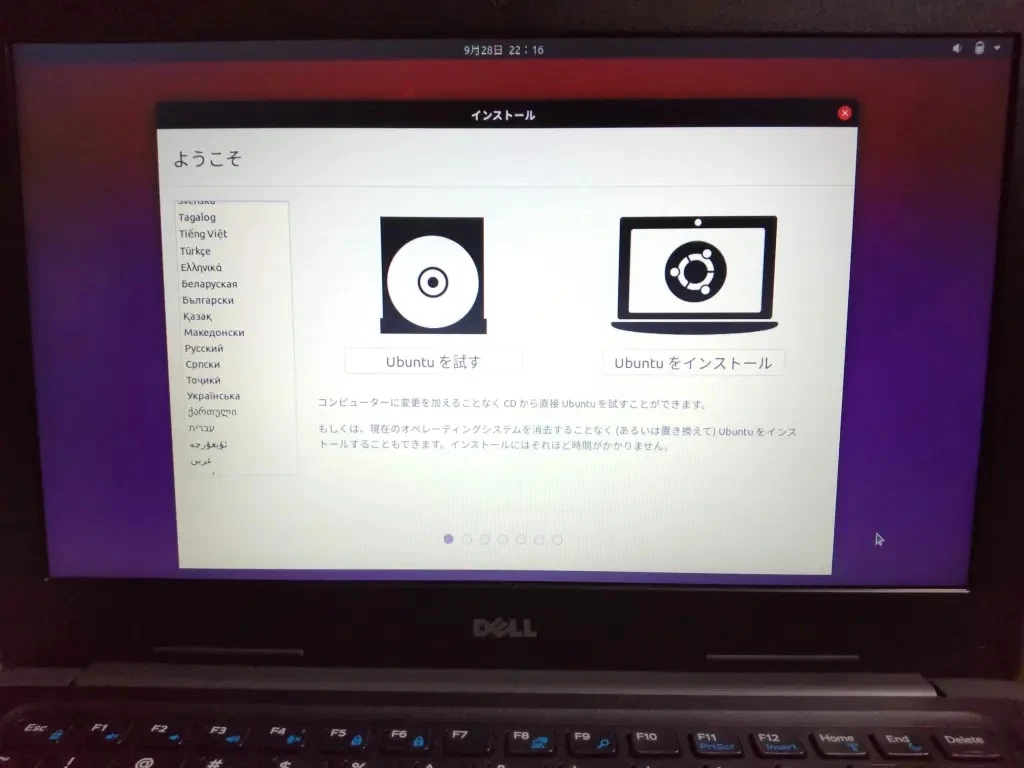 9月28日 22：16
インストール
ようこそ
Svenska
Tagalog
Tiếng Việt
Türkçe
Ελληνικά
Беларуская
Български
Қазақ
Македонски
Русский
Српски
Тоҷикӣ
Українська
ქართული
עברית
ئۇيغۇرچە
عربي
Ubuntu を試す
Ubuntu をインストール
コンピューターに変更を加えることなく CD から直接 Ubuntu を試すことができます。
もしくは、現在のオペレーティングシステムを消去することなく (あるいは置き換えて) Ubuntu をインス
トールすることもできます。インストールにはそれほど時間がかかりません。
DELL
Esc F1 F2 F3 F4 F5 F6 F7 F8 F9 F10 F11 F12 Home End Delete
PrtScr Insert
! @ # $ %